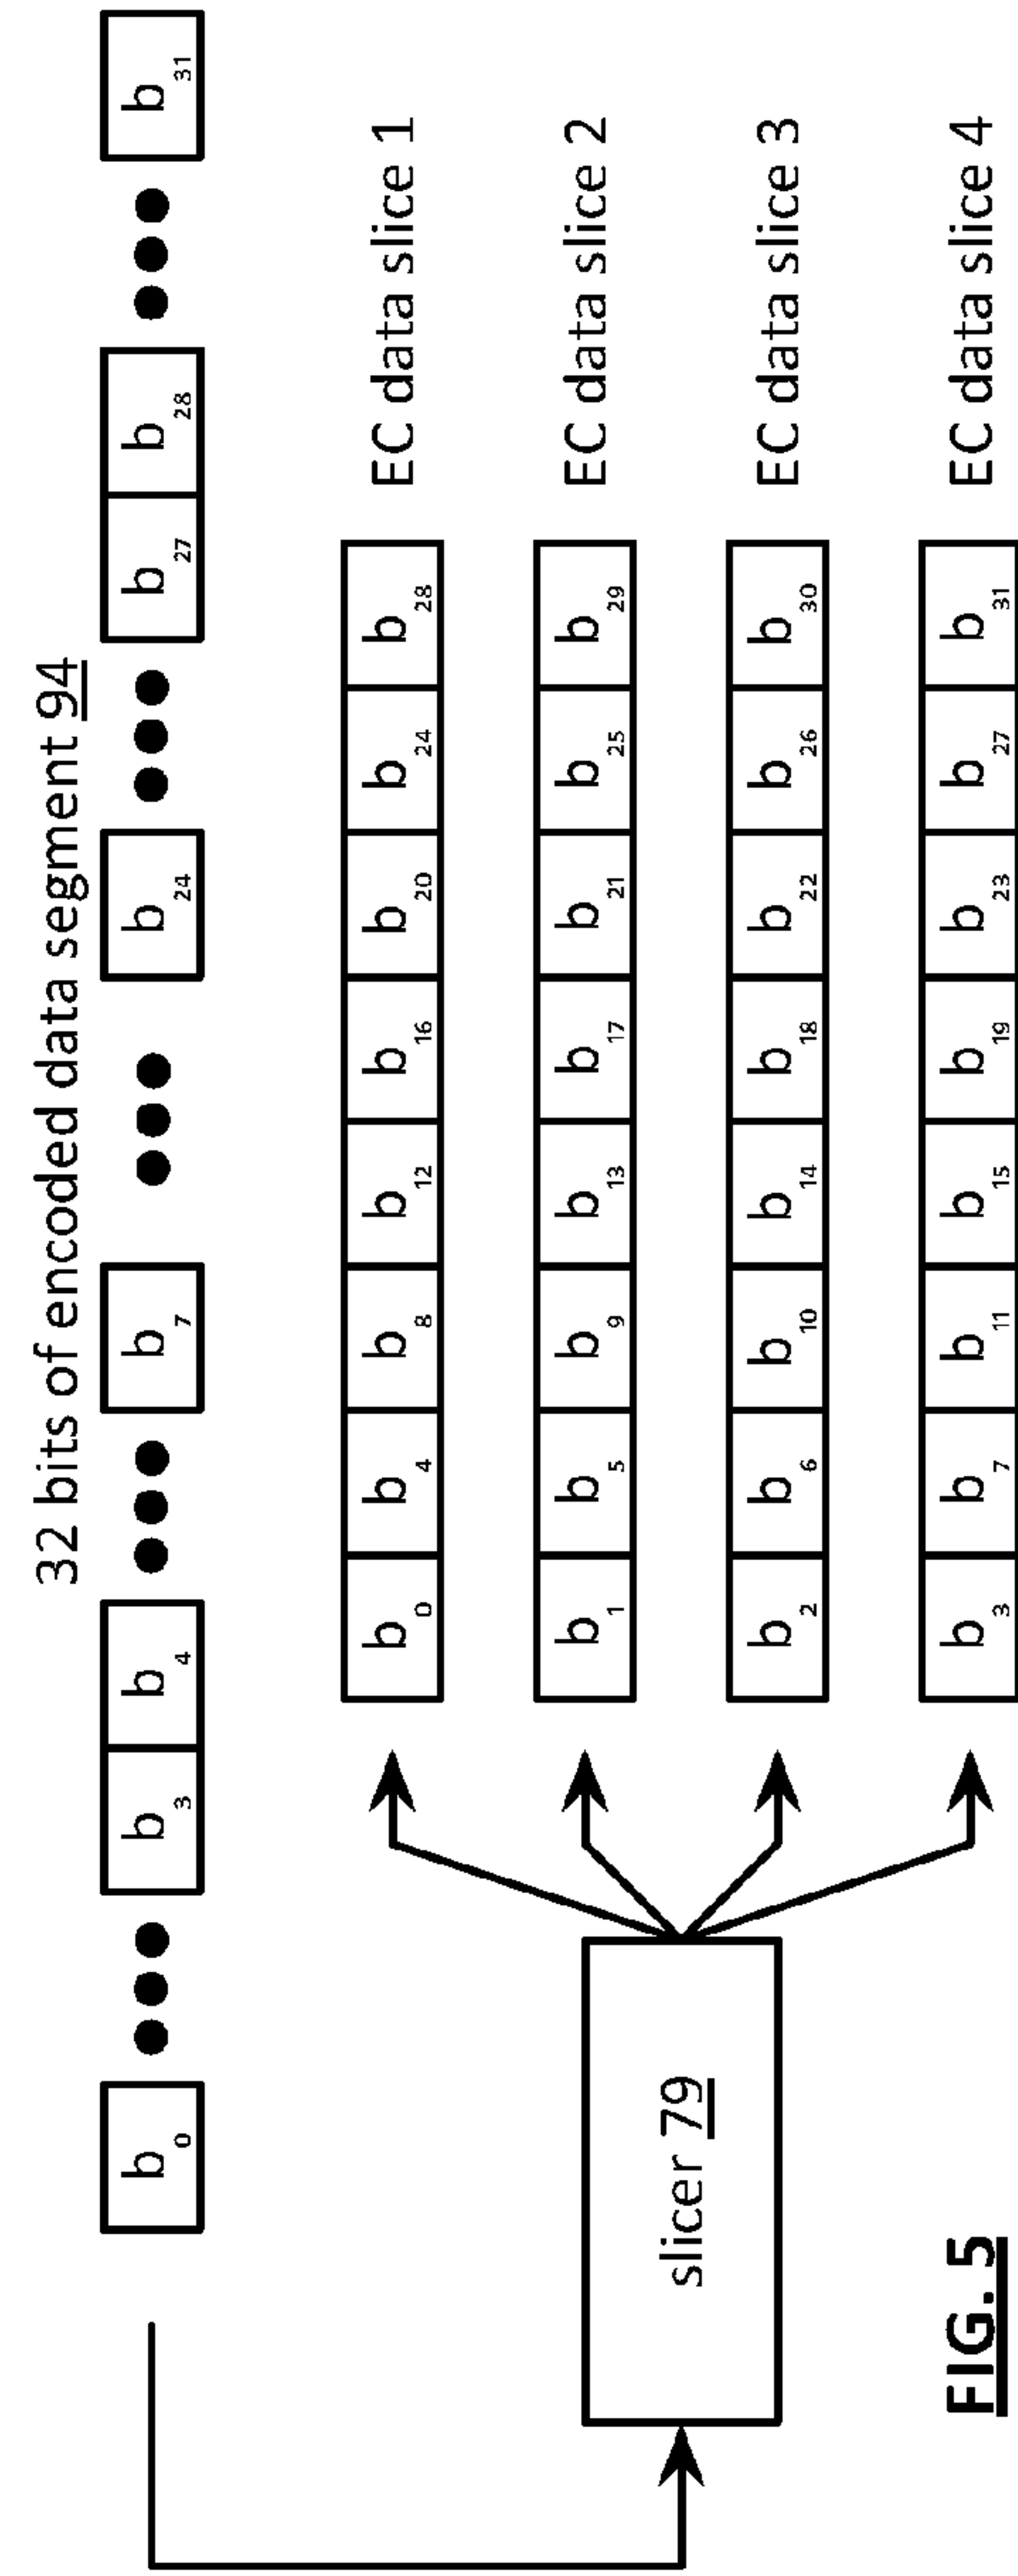 32 bits of encoded data segment 94
b0 ••• b3 b4 ••• b7 ••• b24 ••• b27 b28 ••• b31
b0 b4 b8 b12 b16 b20 b24 b28 EC data slice 1
b1 b5 b9 b13 b17 b21 b25 b29 EC data slice 2
slicer 79
b2 b6 b10 b14 b18 b22 b26 b30 EC data slice 3
b3 b7 b11 b15 b19 b23 b27 b31 EC data slice 4
FIG. 5